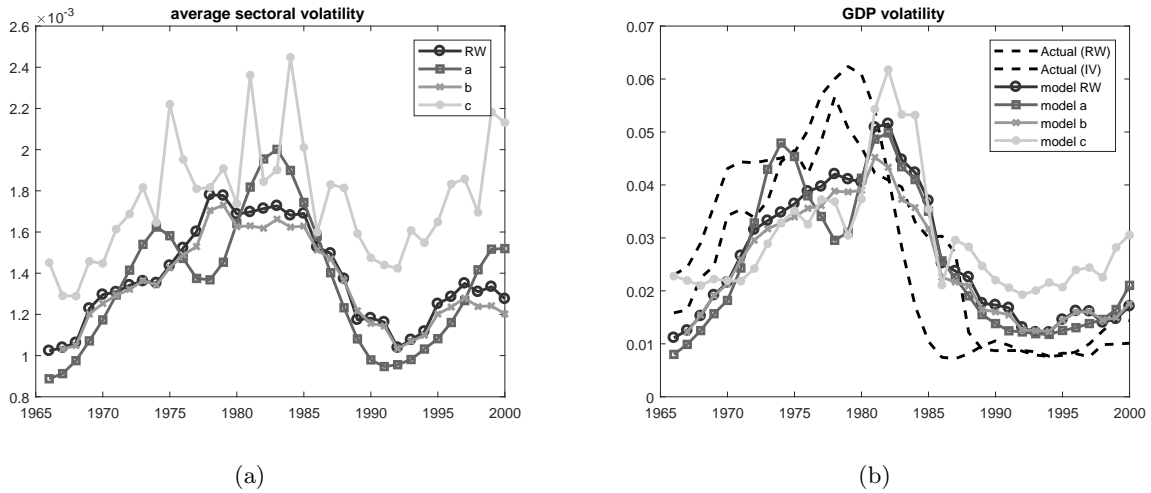 average sectoral volatility
×10⁻³
2.6
2.4
2.2
2
1.8
1.6
1.4
1.2
1
0.8
1965 1970 1975 1980 1985 1990 1995 2000
RW
a
b
c
(a)
GDP volatility
0.07
0.06
0.05
0.04
0.03
0.02
0.01
0
1965 1970 1975 1980 1985 1990 1995 2000
Actual (RW)
Actual (IV)
model RW
model a
model b
model c
(b)